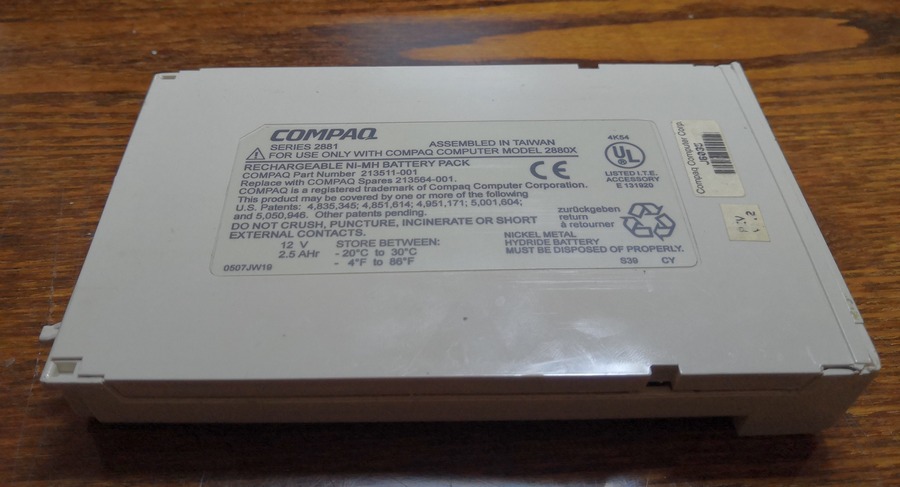 COMPAQ
SERIES 2881 ASSEMBLED IN TAIWAN
FOR USE ONLY WITH COMPAQ COMPUTER MODEL 2880X
RECHARGEABLE NI-MH BATTERY PACK
COMPAQ Part Number 213511-001
Replace with COMPAQ Spares 213564-001.
COMPAQ is a registered trademark of Compaq Computer Corporation.
This product may be covered by one or more of the following
U.S. Patents: 4,835,345; 4,851,614; 4,951,171; 5,001,604;
and 5,050,946. Other patents pending.
DO NOT CRUSH, PUNCTURE, INCINERATE OR SHORT
EXTERNAL CONTACTS.
12 V STORE BETWEEN:
2.5 AHr - 20°C to 30°C
- 4°F to 86°F
0507JW19
CE
4K54
UL
LISTED I.T.E.
ACCESSORY
E 131920
zurückgeben
return
à retourner
NICKEL METAL
HYDRIDE BATTERY
MUST BE DISPOSED OF PROPERLY.
S39 CY
Compaq Computer Corp.
J6035